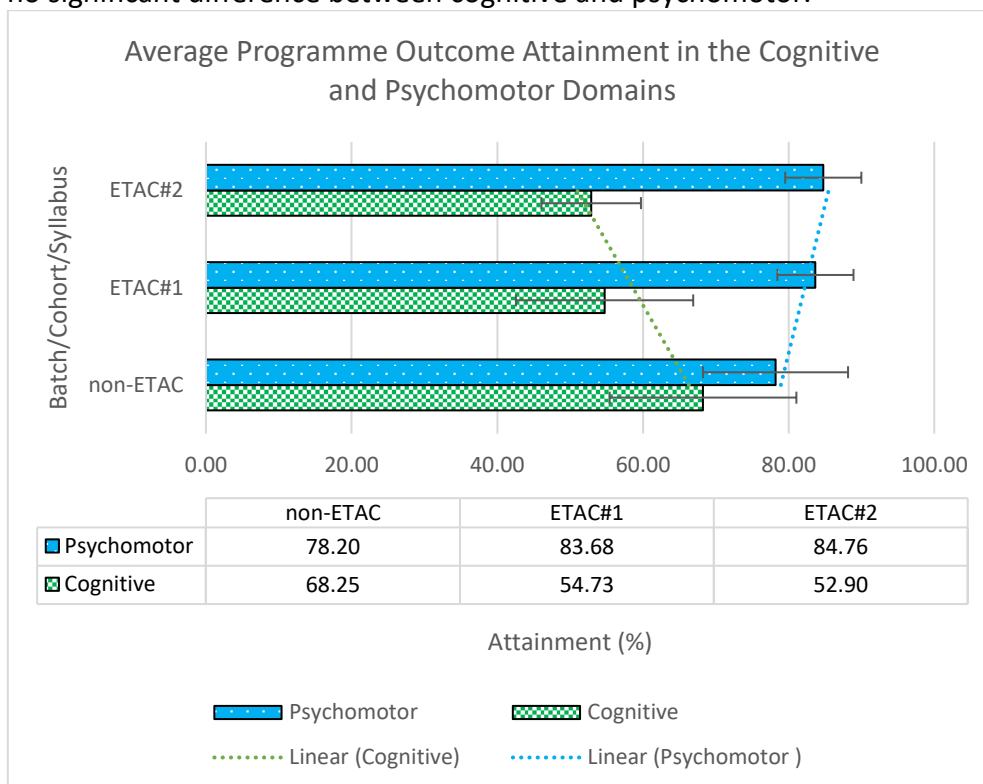 no significant difference between cognitive and psychomotor.
Average Programme Outcome Attainment in the Cognitive
and Psychomotor Domains
Batch/Cohort/Syllabus
ETAC#2
ETAC#1
non-ETAC
0.00 20.00 40.00 60.00 80.00 100.00
non-ETAC ETAC#1 ETAC#2
Psychomotor 78.20 83.68 84.76
Cognitive 68.25 54.73 52.90
Attainment (%)
Psychomotor Cognitive
Linear (Cognitive) Linear (Psychomotor )